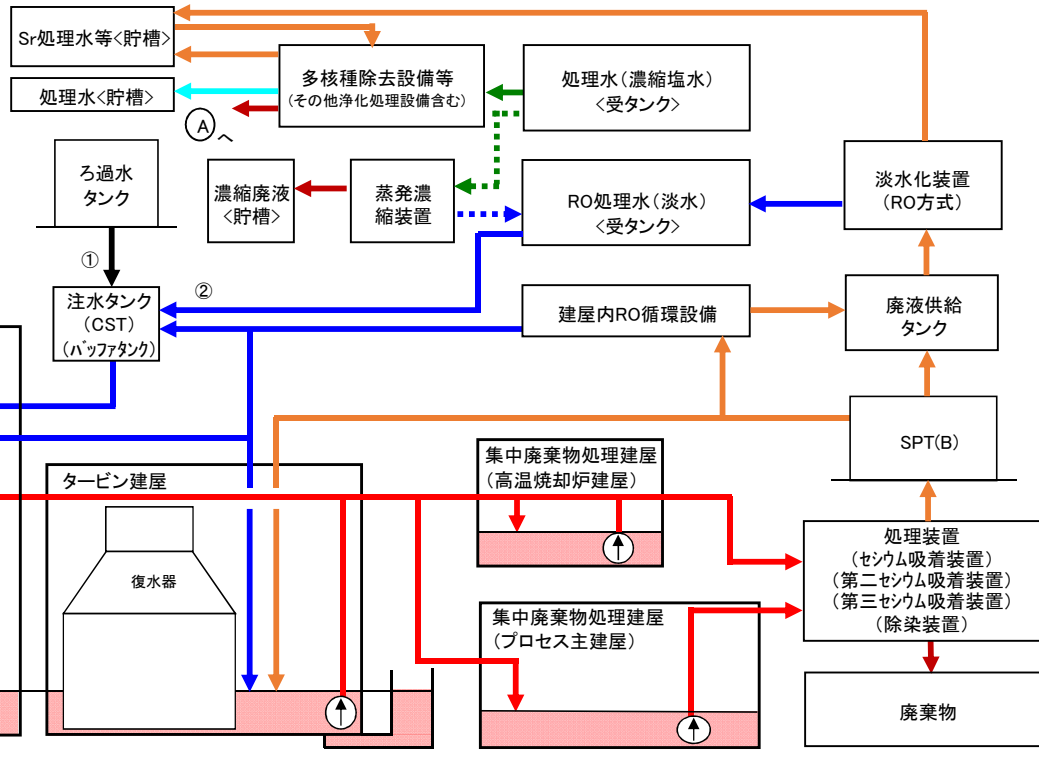 Sr処理水等<貯槽>
処理水<貯槽>
多核種除去設備等
(その他浄化処理設備含む)
処理水(濃縮塩水)
<受タンク>
Aへ
ろ過水
タンク
濃縮廃液
<貯槽>
蒸発濃
縮装置
RO処理水(淡水)
<受タンク>
淡水化装置
(RO方式)
①
②
注水タンク
(CST)
(バッファタンク)
建屋内RO循環設備
廃液供給
タンク
SPT(B)
タービン建屋
復水器
集中廃棄物処理建屋
(高温焼却炉建屋)
集中廃棄物処理建屋
(プロセス主建屋)
処理装置
(セシウム吸着装置)
(第二セシウム吸着装置)
(第三セシウム吸着装置)
(除染装置)
廃棄物